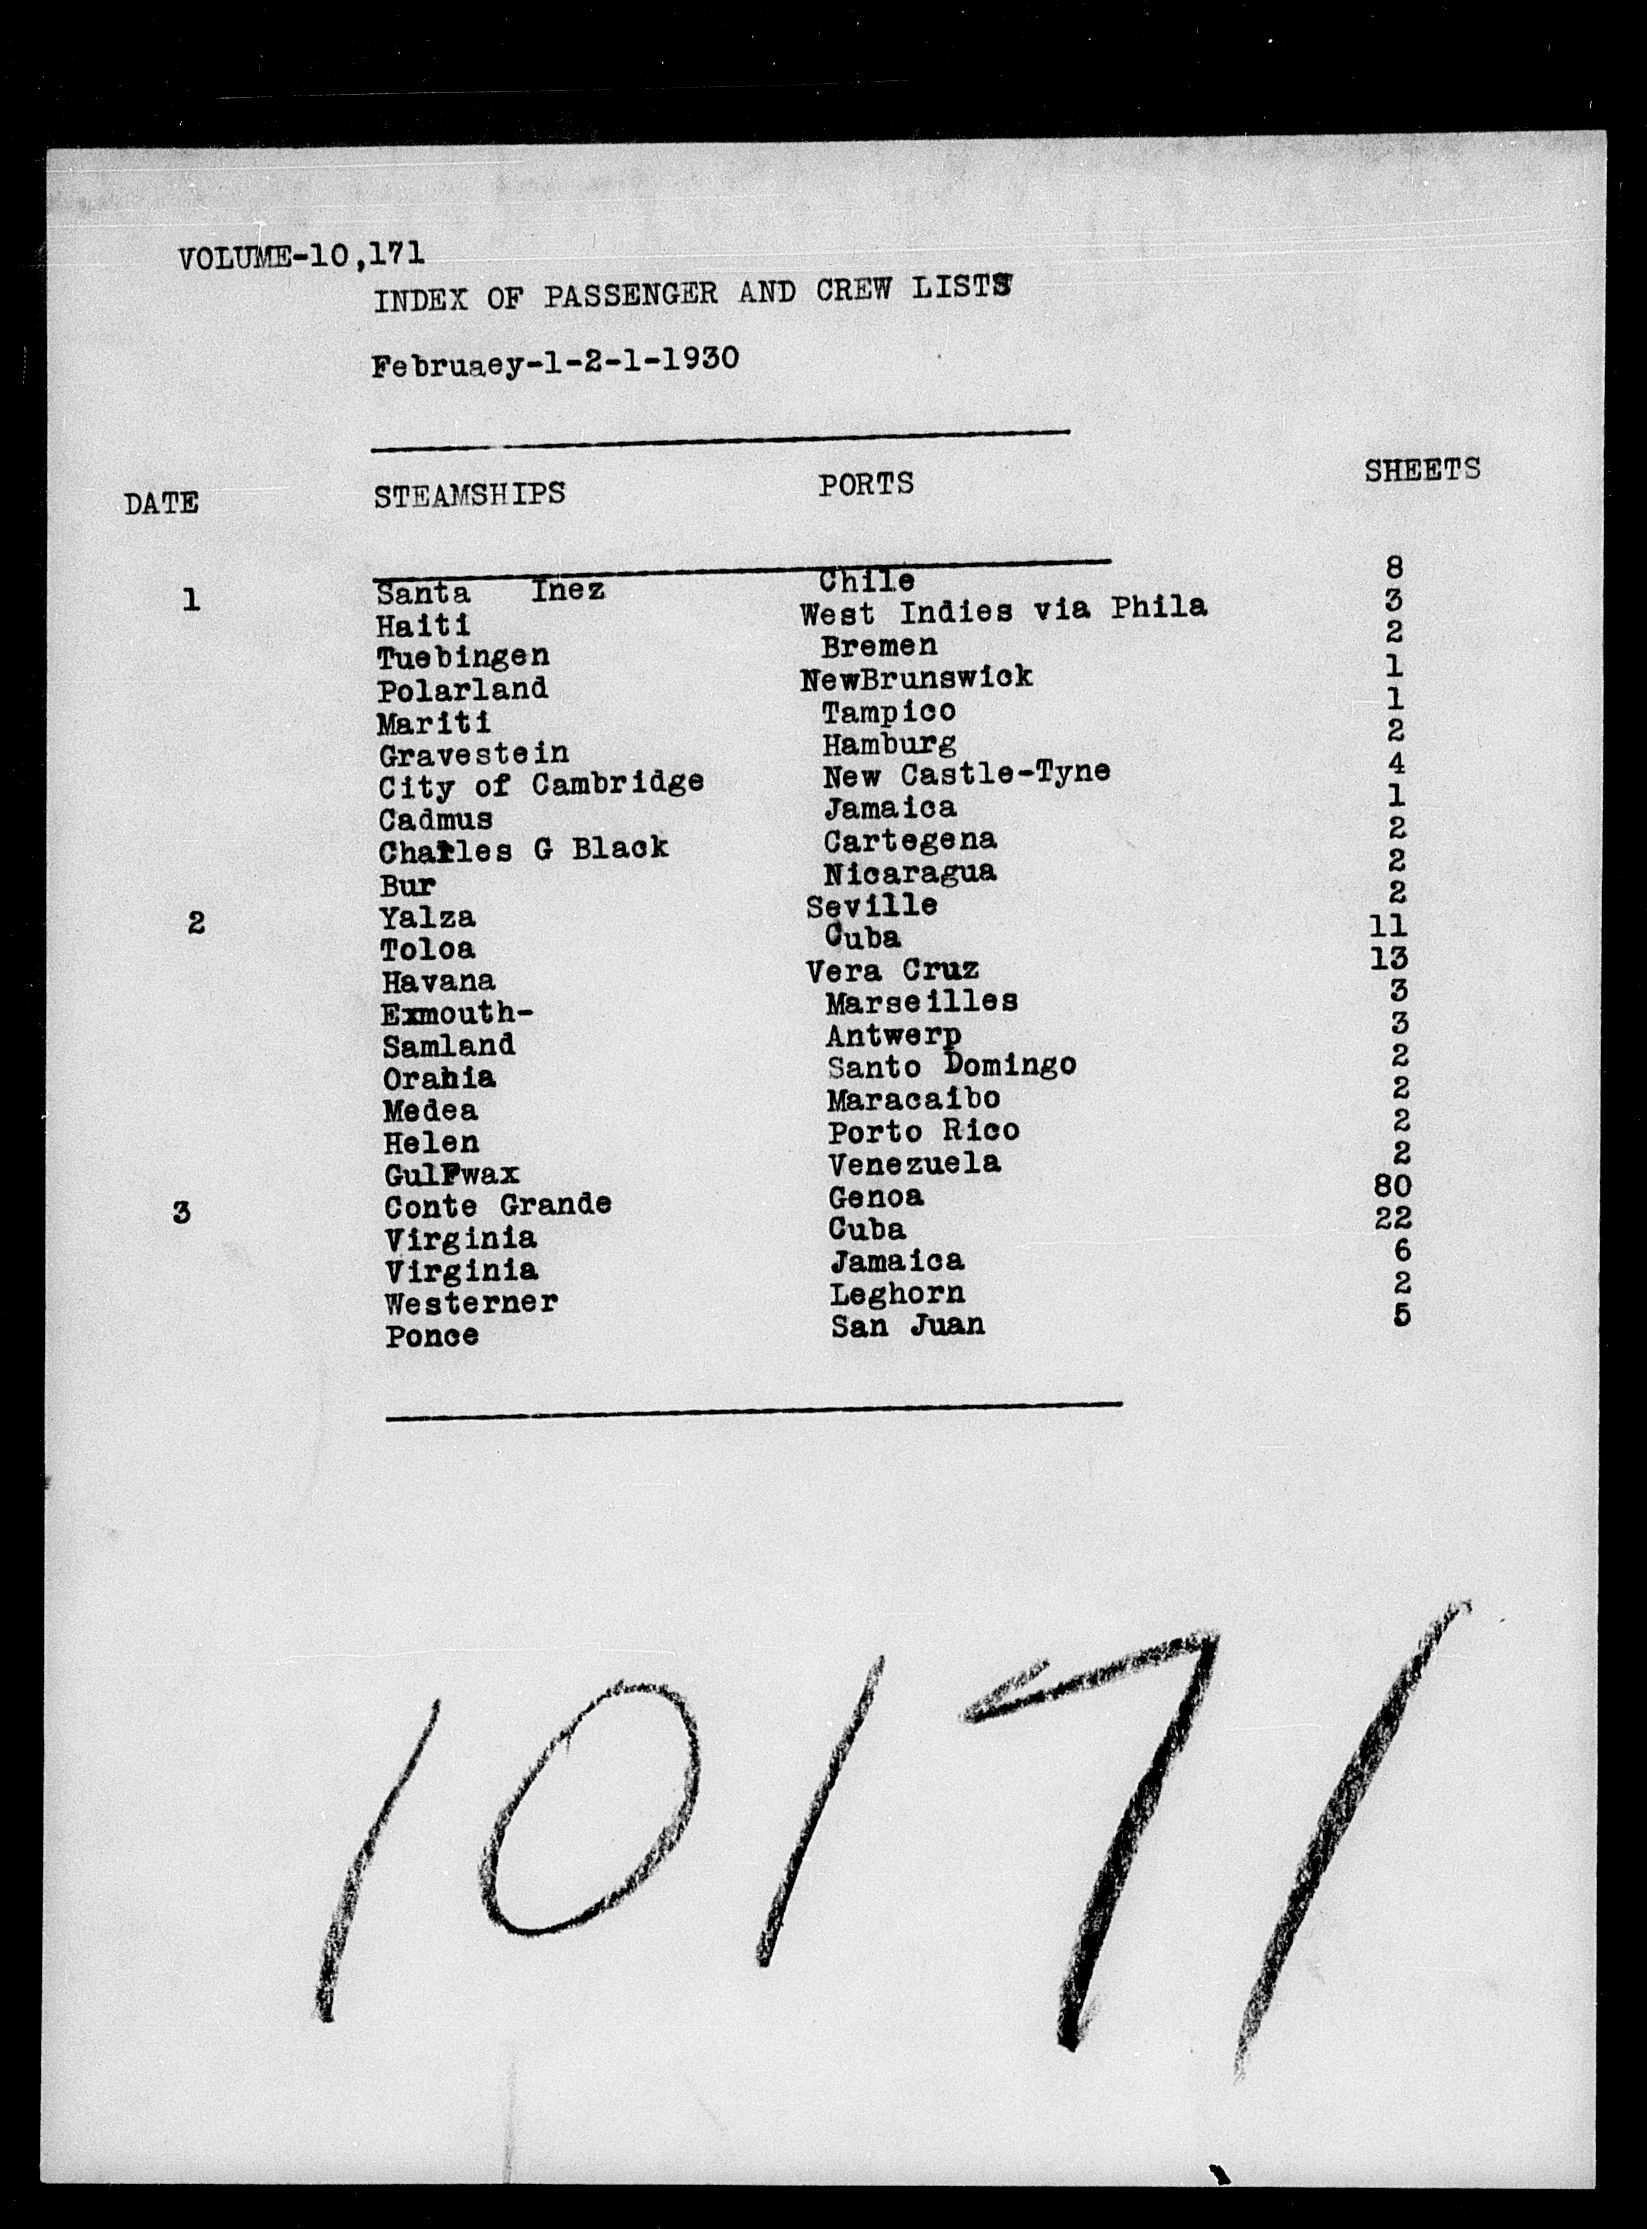 VOLUME-10,171
INDEX OF PASSENGER AND CREW LISTS
Februaey-1-2-1-1930
DATE STEAMSHIPS PORTS SHEETS
1 Santa Inez Chile 8
Haiti West Indies via Phila 3
Tuebingen Bremen 2
Polarland NewBrunswick 1
Mariti Tampico 1
Gravestein Hamburg 2
City of Cambridge New Castle-Tyne 4
Cadmus Jamaica 1
Charles G Black Cartegena 2
Bur Nicaragua 2
2 Yalza Seville 2
Toloa Cuba 11
Havana Vera Cruz 13
Exmouth- Marseilles 3
Samland Antwerp 3
Orania Santo Domingo 2
Medea Maracaibo 2
Helen Porto Rico 2
Gulfwax Venezuela 2
3 Conte Grande Genoa 80
Virginia Cuba 22
Virginia Jamaica 6
Westerner Leghorn 2
Ponce San Juan 5
10171